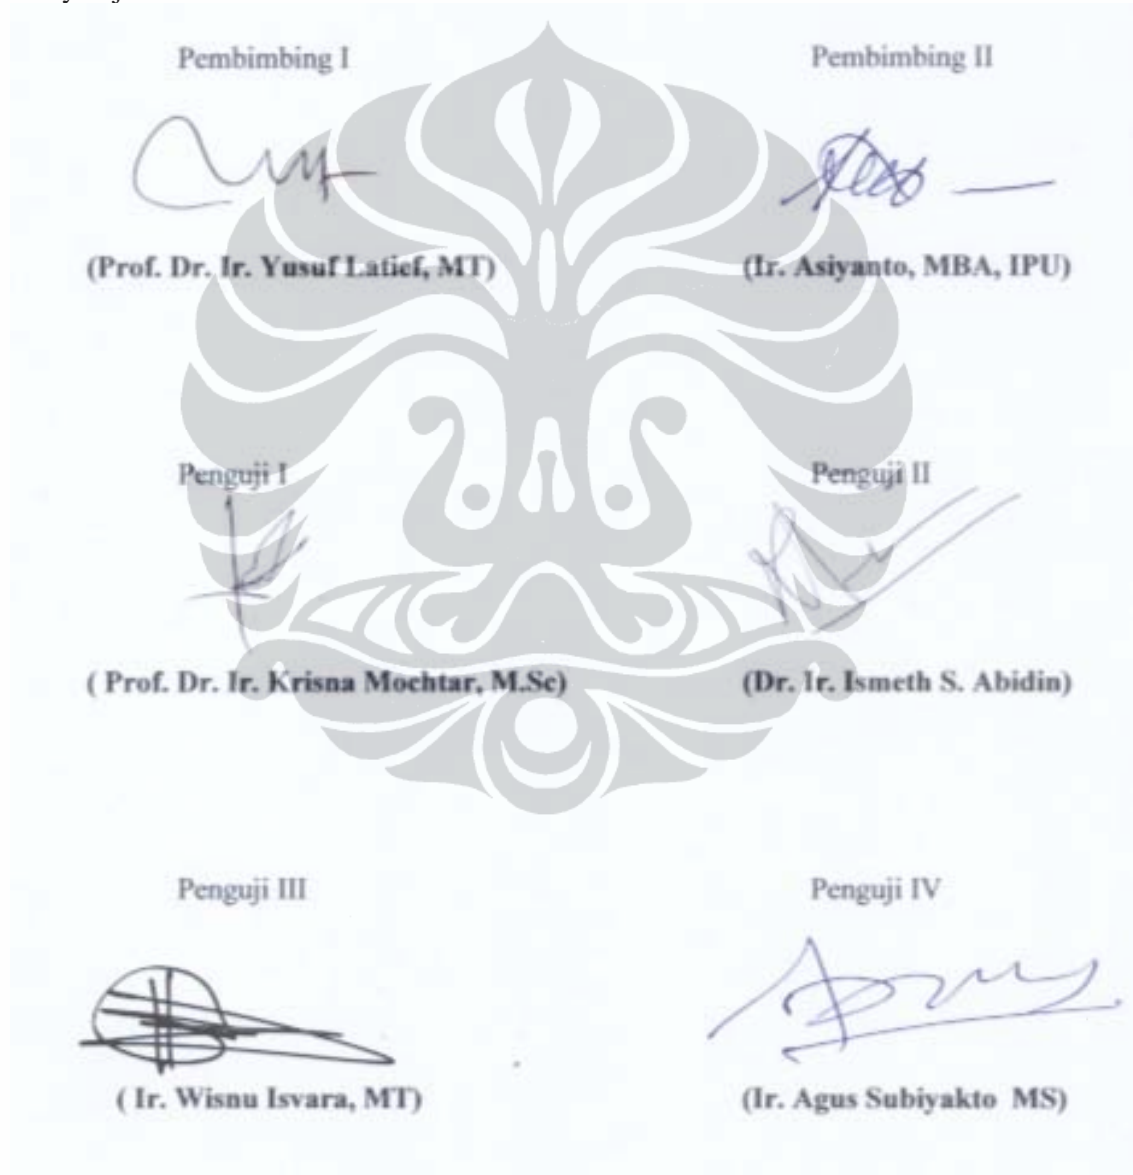 Pembimbing I Pembimbing II
(Prof. Dr. Ir. Yusuf Latief, MT) (Ir. Asiyanto, MBA, IPU)
Penguji I Penguji II
( Prof. Dr. Ir. Krisna Mochtar, M.Sc) (Dr. Ir. Ismeth S. Abidin)
Penguji III Penguji IV
( Ir. Wisnu Isvara, MT) (Ir. Agus Subiyakto MS)